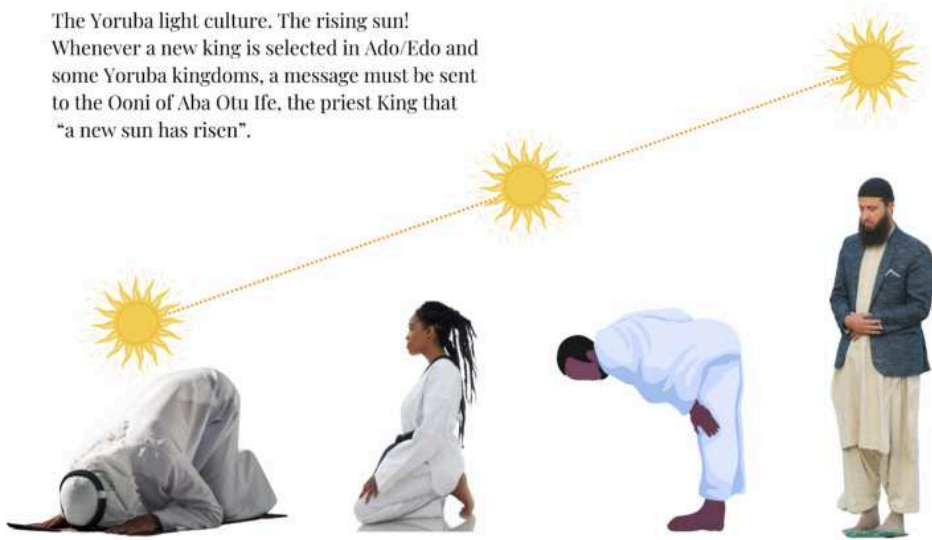 The Yoruba light culture. The rising sun!
Whenever a new king is selected in Ado/Edo and
some Yoruba kingdoms, a message must be sent
to the Ooni of Aba Otu Ife, the priest King that
“a new sun has risen”.